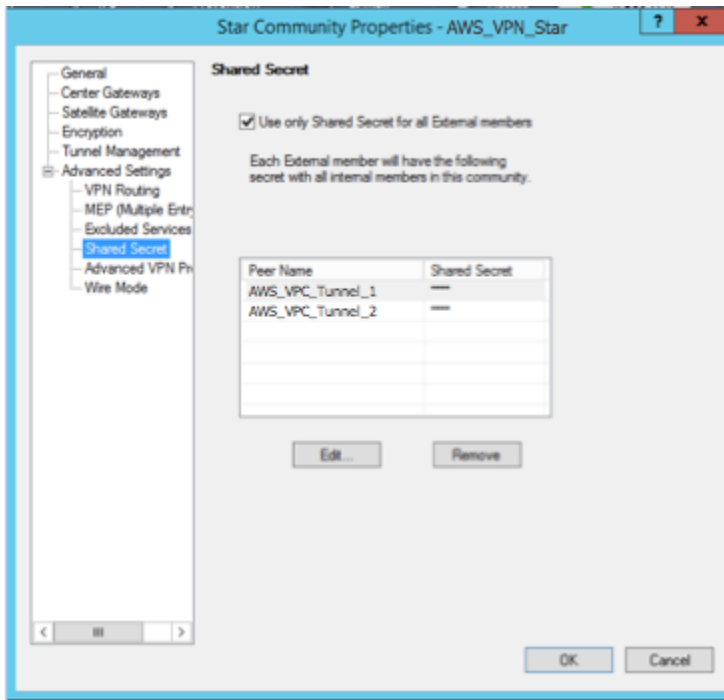 Star Community Properties - AWS_VPN_Star
? x
General
Center Gateways
Satellite Gateways
Encryption
Tunnel Management
Advanced Settings
VPN Routing
MEP (Multiple Entry
Excluded Services
Shared Secret
Advanced VPN Pr
Wire Mode
Shared Secret
Use only Shared Secret for all External members
Each External member will have the following
secret with all internal members in this community.
Peer Name Shared Secret
AWS_VPC_Tunnel_1 ****
AWS_VPC_Tunnel_2 ****
Edit... Remove
OK Cancel